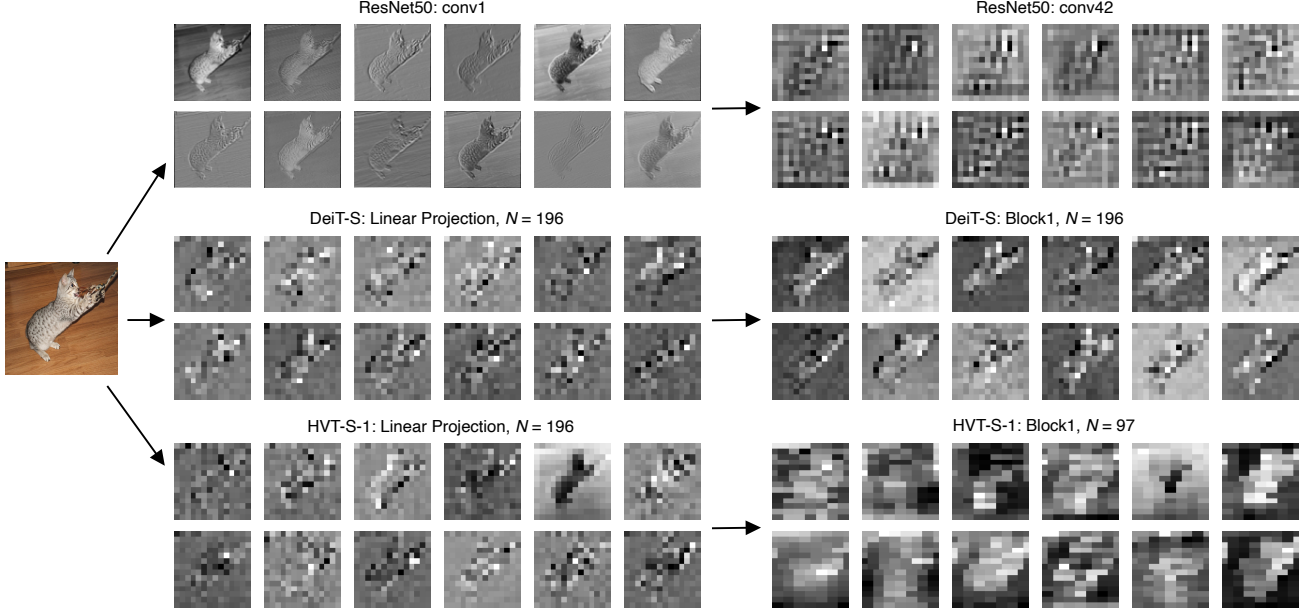 ResNet50: conv1
ResNet50: conv42
DeiT-S: Linear Projection, N = 196
DeiT-S: Block1, N = 196
HVT-S-1: Linear Projection, N = 196
HVT-S-1: Block1, N = 97